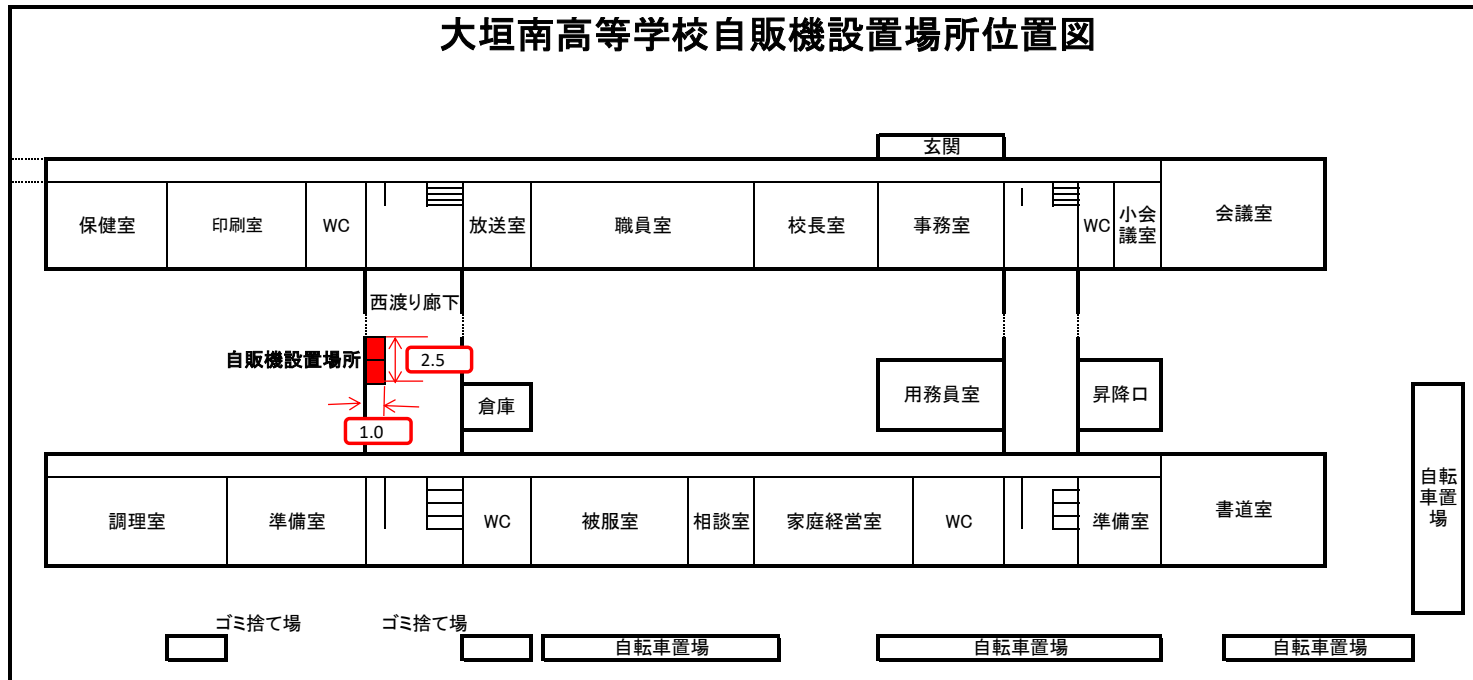 大垣南高等学校自販機設置場所位置図
玄関
保健室
印刷室
WC
放送室
職員室
校長室
事務室
WC
小会
議室
会議室
西渡り廊下
自販機設置場所
2.5
1.0
倉庫
用務員室
昇降口
自転
車置
場
調理室
準備室
WC
被服室
相談室
家庭経営室
WC
準備室
書道室
ゴミ捨て場
ゴミ捨て場
自転車置場
自転車置場
自転車置場